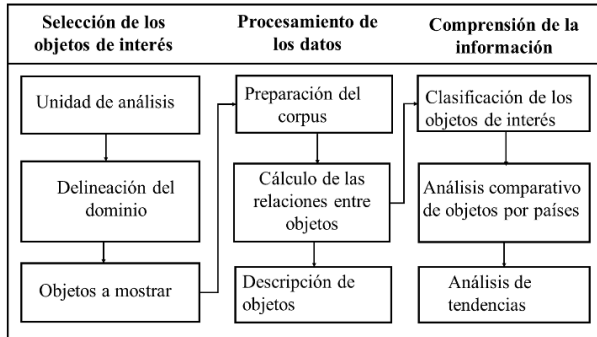 Selección de los
objetos de interés
Procesamiento de
los datos
Comprensión de la
información
Unidad de análisis
Delineación del
dominio
Objetos a mostrar
Preparación del
corpus
Cálculo de las
relaciones entre
objetos
Descripción de
objetos
Clasificación de los
objetos de interés
Análisis comparativo
de objetos por países
Análisis de
tendencias